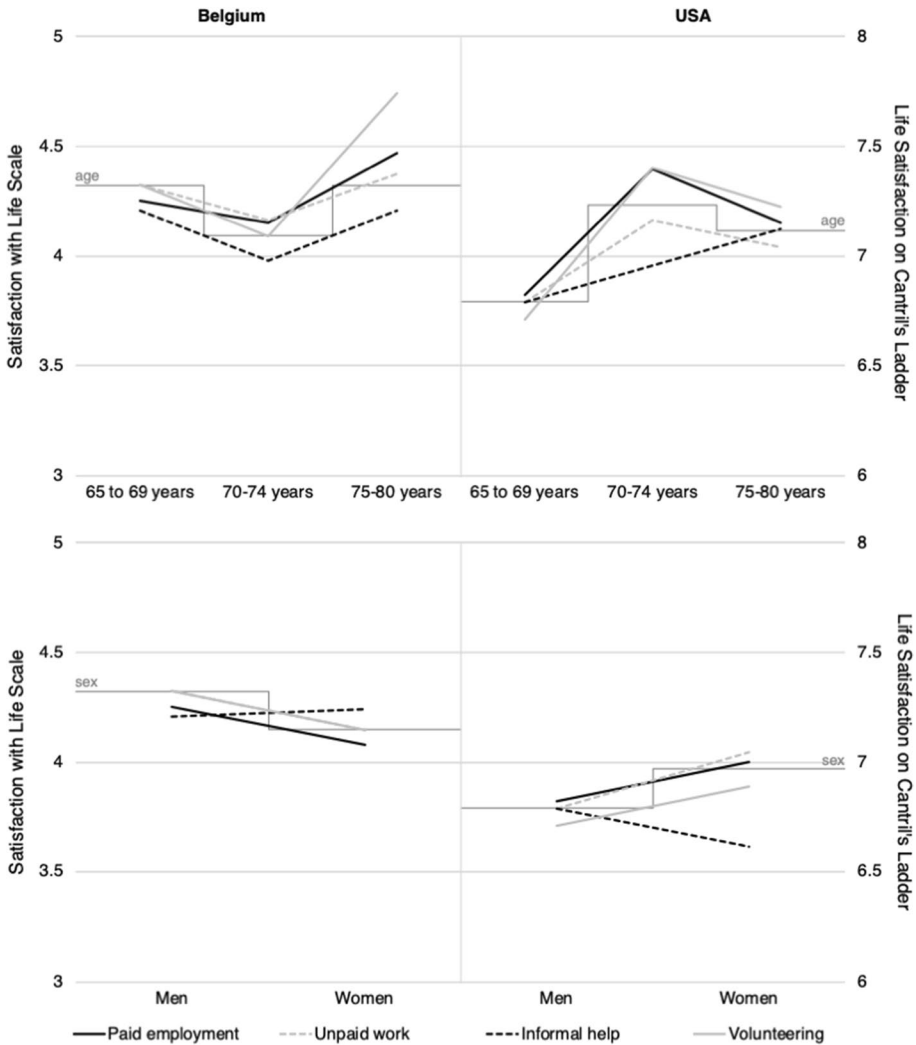 Belgium
USA
Satisfaction with Life Scale
5
4.5
4
3.5
3
age
age
8
7.5
7
6.5
6
Life Satisfaction on Cantril's Ladder
65 to 69 years
70-74 years
75-80 years
65 to 69 years
70-74 years
75-80 years
Satisfaction with Life Scale
5
4.5
4
3.5
3
sex
sex
8
7.5
7
6.5
6
Life Satisfaction on Cantril's Ladder
Men
Women
Men
Women
Paid employment
Unpaid work
Informal help
Volunteering